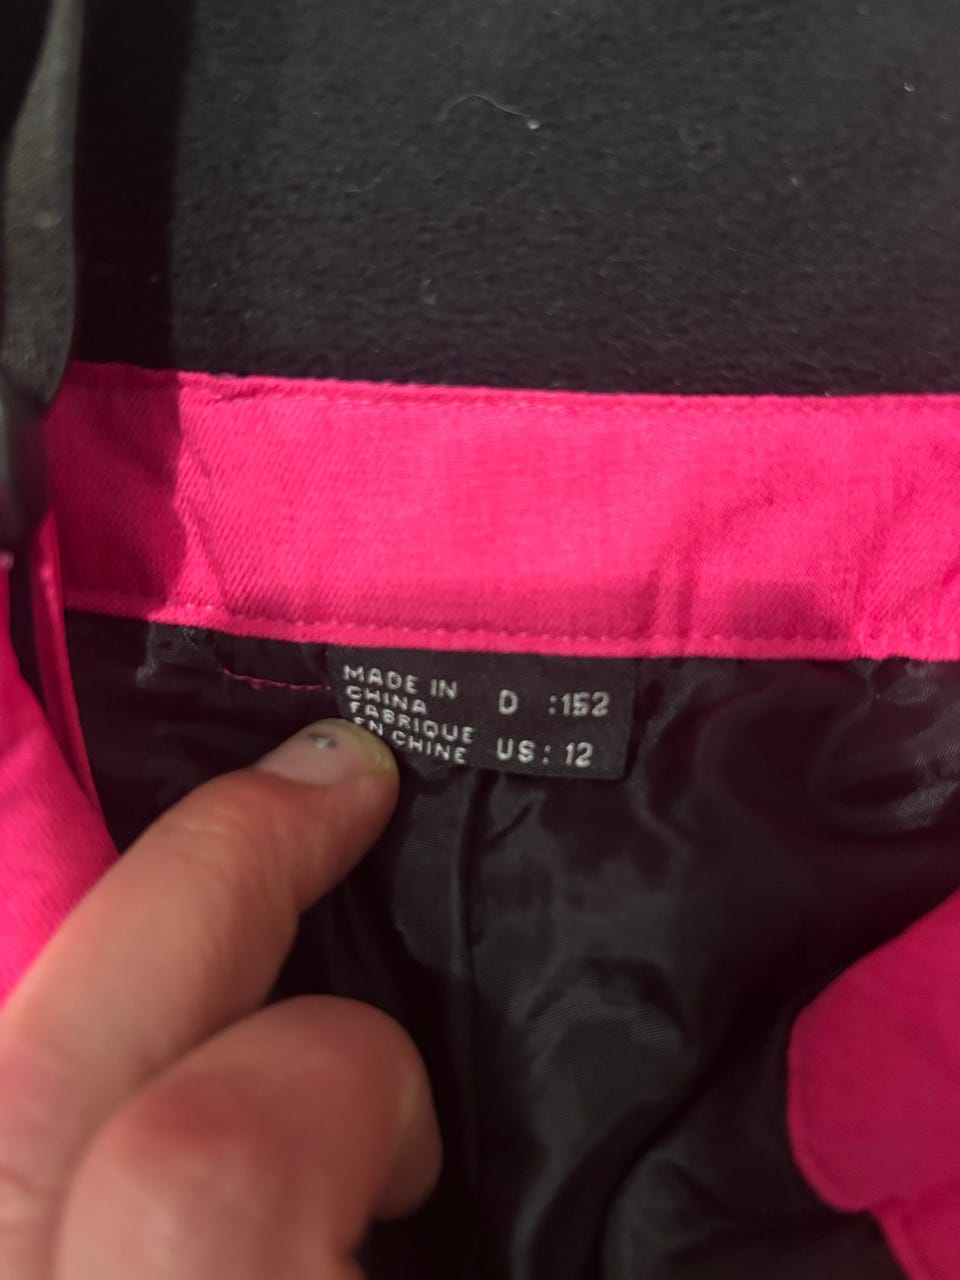 MADE IN
CHINA
FABRIQUE
EN CHINE
D :152
US: 12